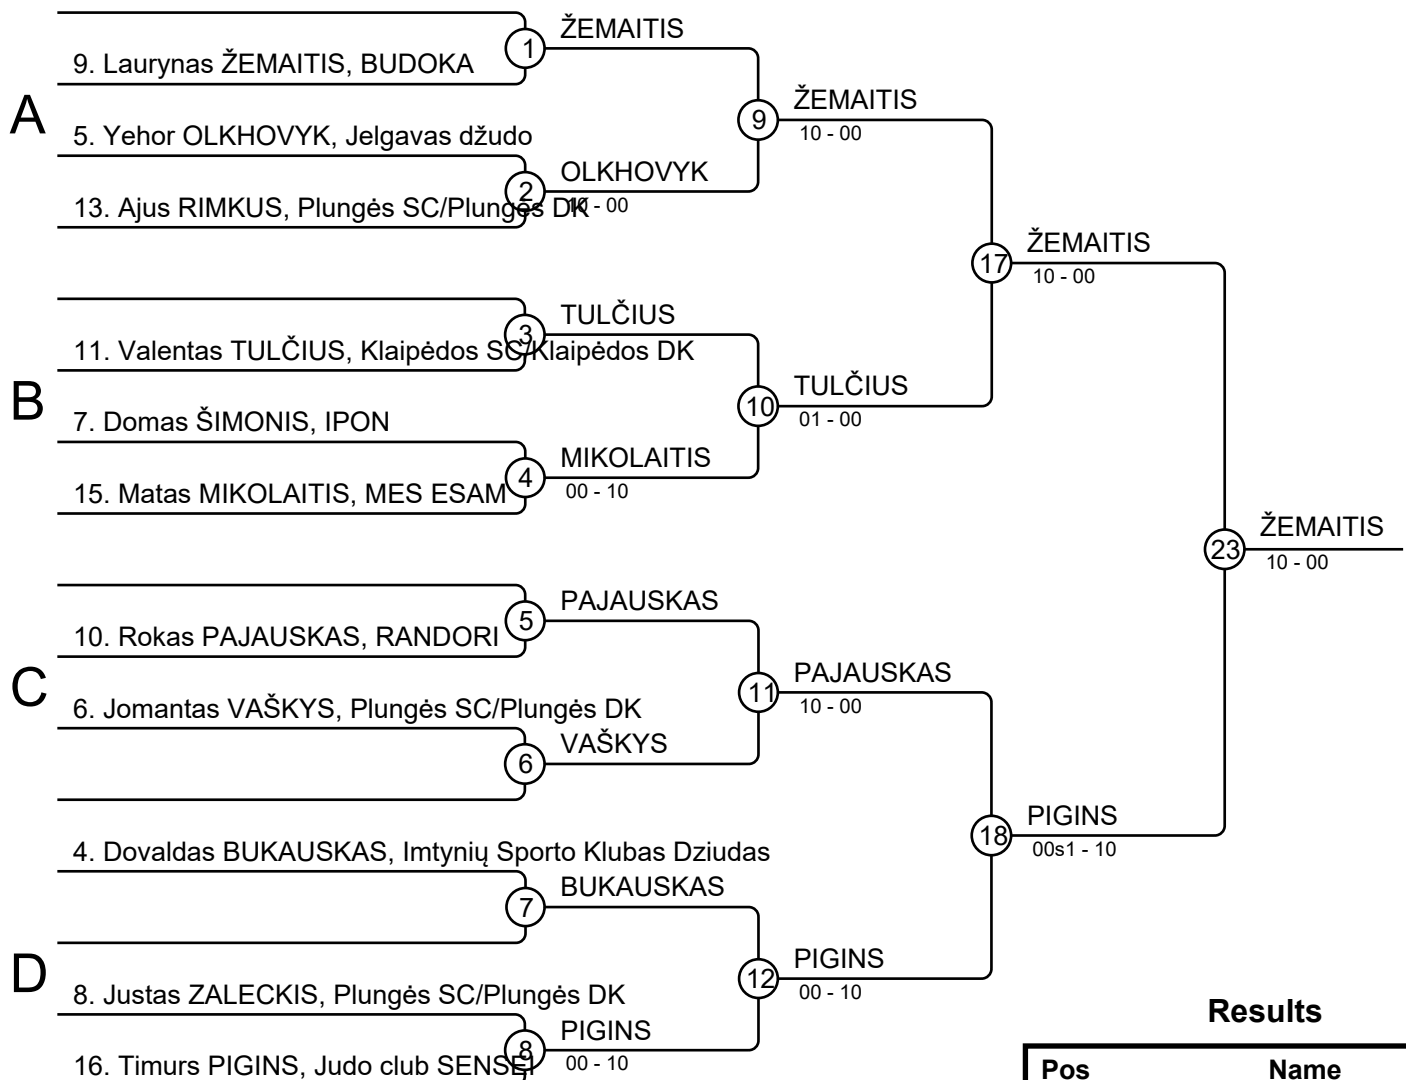 ŽEMAITIS
1
9. Laurynas ŽEMAITIS, BUDOKA
A
ŽEMAITIS
9
10 - 00
5. Yehor OLKHOVYK, Jelgavas džudo
OLKHOVYK
2
10 - 00
13. Ajus RIMKUS, Plungės SC/Plungės DK
ŽEMAITIS
17
10 - 00
TULČIUS
3
11. Valentas TULČIUS, Klaipėdos SC/Klaipėdos DK
B
TULČIUS
10
01 - 00
7. Domas ŠIMONIS, IPON
MIKOLAITIS
4
00 - 10
15. Matas MIKOLAITIS, MES ESAM
ŽEMAITIS
23
10 - 00
PAJAUSKAS
5
10. Rokas PAJAUSKAS, RANDORI
C
PAJAUSKAS
11
10 - 00
6. Jomantas VAŠKYS, Plungės SC/Plungės DK
VAŠKYS
6
PIGINS
18
00s1 - 10
4. Dovaldas BUKAUSKAS, Imtynių Sporto Klubas Dziudas
BUKAUSKAS
7
D
PIGINS
12
00 - 10
8. Justas ZALECKIS, Plungės SC/Plungės DK
PIGINS
8
00 - 10
16. Timurs PIGINS, Judo club SENSEI
Results
Pos Name